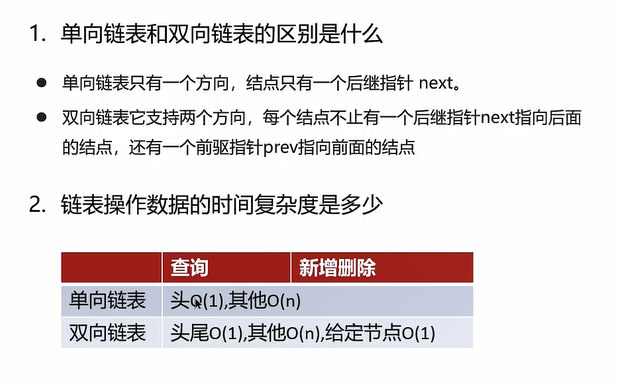 1. 单向链表和双向链表的区别是什么
● 单向链表只有一个方向，结点只有一个后继指针 next。
● 双向链表它支持两个方向，每个结点不止有一个后继指针next指向后面
的结点，还有一个前驱指针prev指向前面的结点
2. 链表操作数据的时间复杂度是多少
查询 新增删除
单向链表 头O(1),其他O(n)
双向链表 头尾O(1),其他O(n),给定节点O(1)